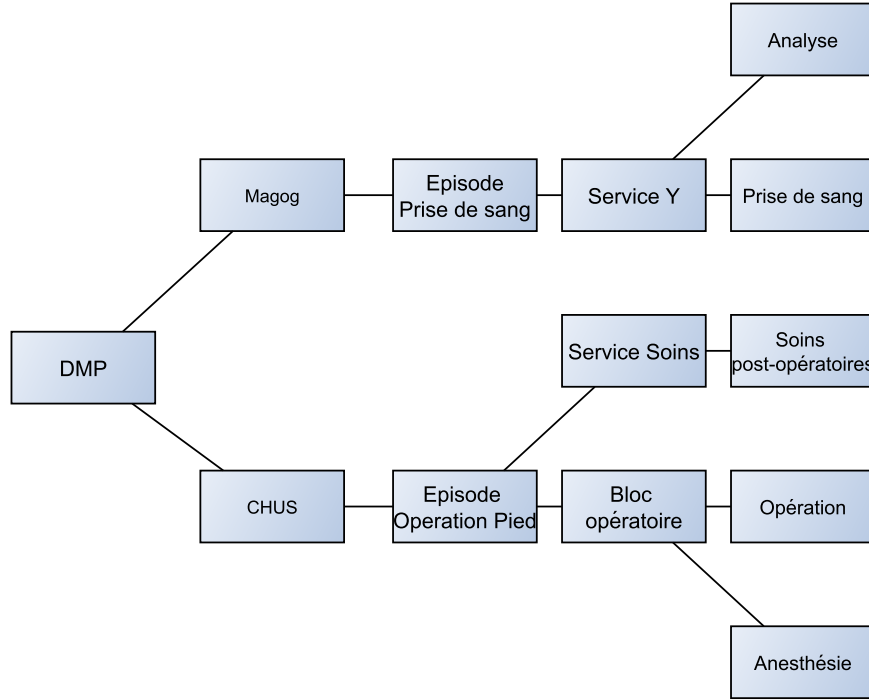 Analyse
Magog
Episode
Prise de sang
Service Y
Prise de sang
DMP
Service Soins
Soins
post-opératoires
CHUS
Episode
Operation Pied
Bloc
opératoire
Opération
Anesthésie